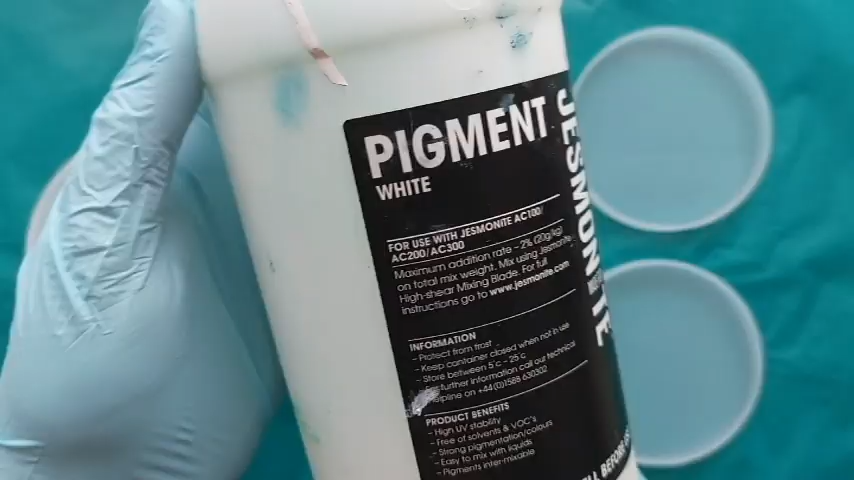 PIGMENT
WHITE
FOR USE WITH JESMONITE AC100/
AC200/AC300
Maximum addition rate - 2% (20g/kg)
on total mix weight. Mix using Jesmonite
High-shear Mixing Blade. For full
instructions go to www.jesmonite.com
INFORMATION
- Protect from frost
- Keep container closed when not in use
- Store between 5°c - 25°c
- For further information call our technical
helpline on +44(0)1588 630302
PRODUCT BENEFITS
- High UV stability
- Free of solvents & VOC's
- Strong pigmentation/colours
- Easy to mix with liquids
- Pigments inter-mixable
JESMONITE
BEFORE